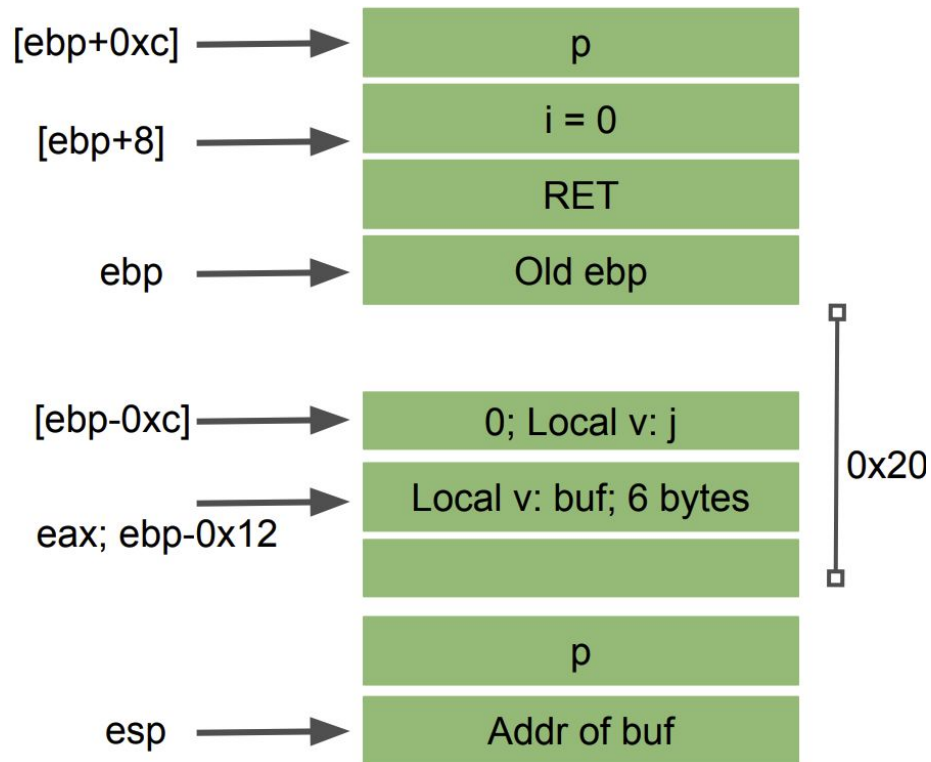 [ebp+0xc]
p
[ebp+8]
i = 0
RET
ebp
Old ebp
[ebp-0xc]
0; Local v: j
0x20
eax; ebp-0x12
Local v: buf; 6 bytes
p
esp
Addr of buf